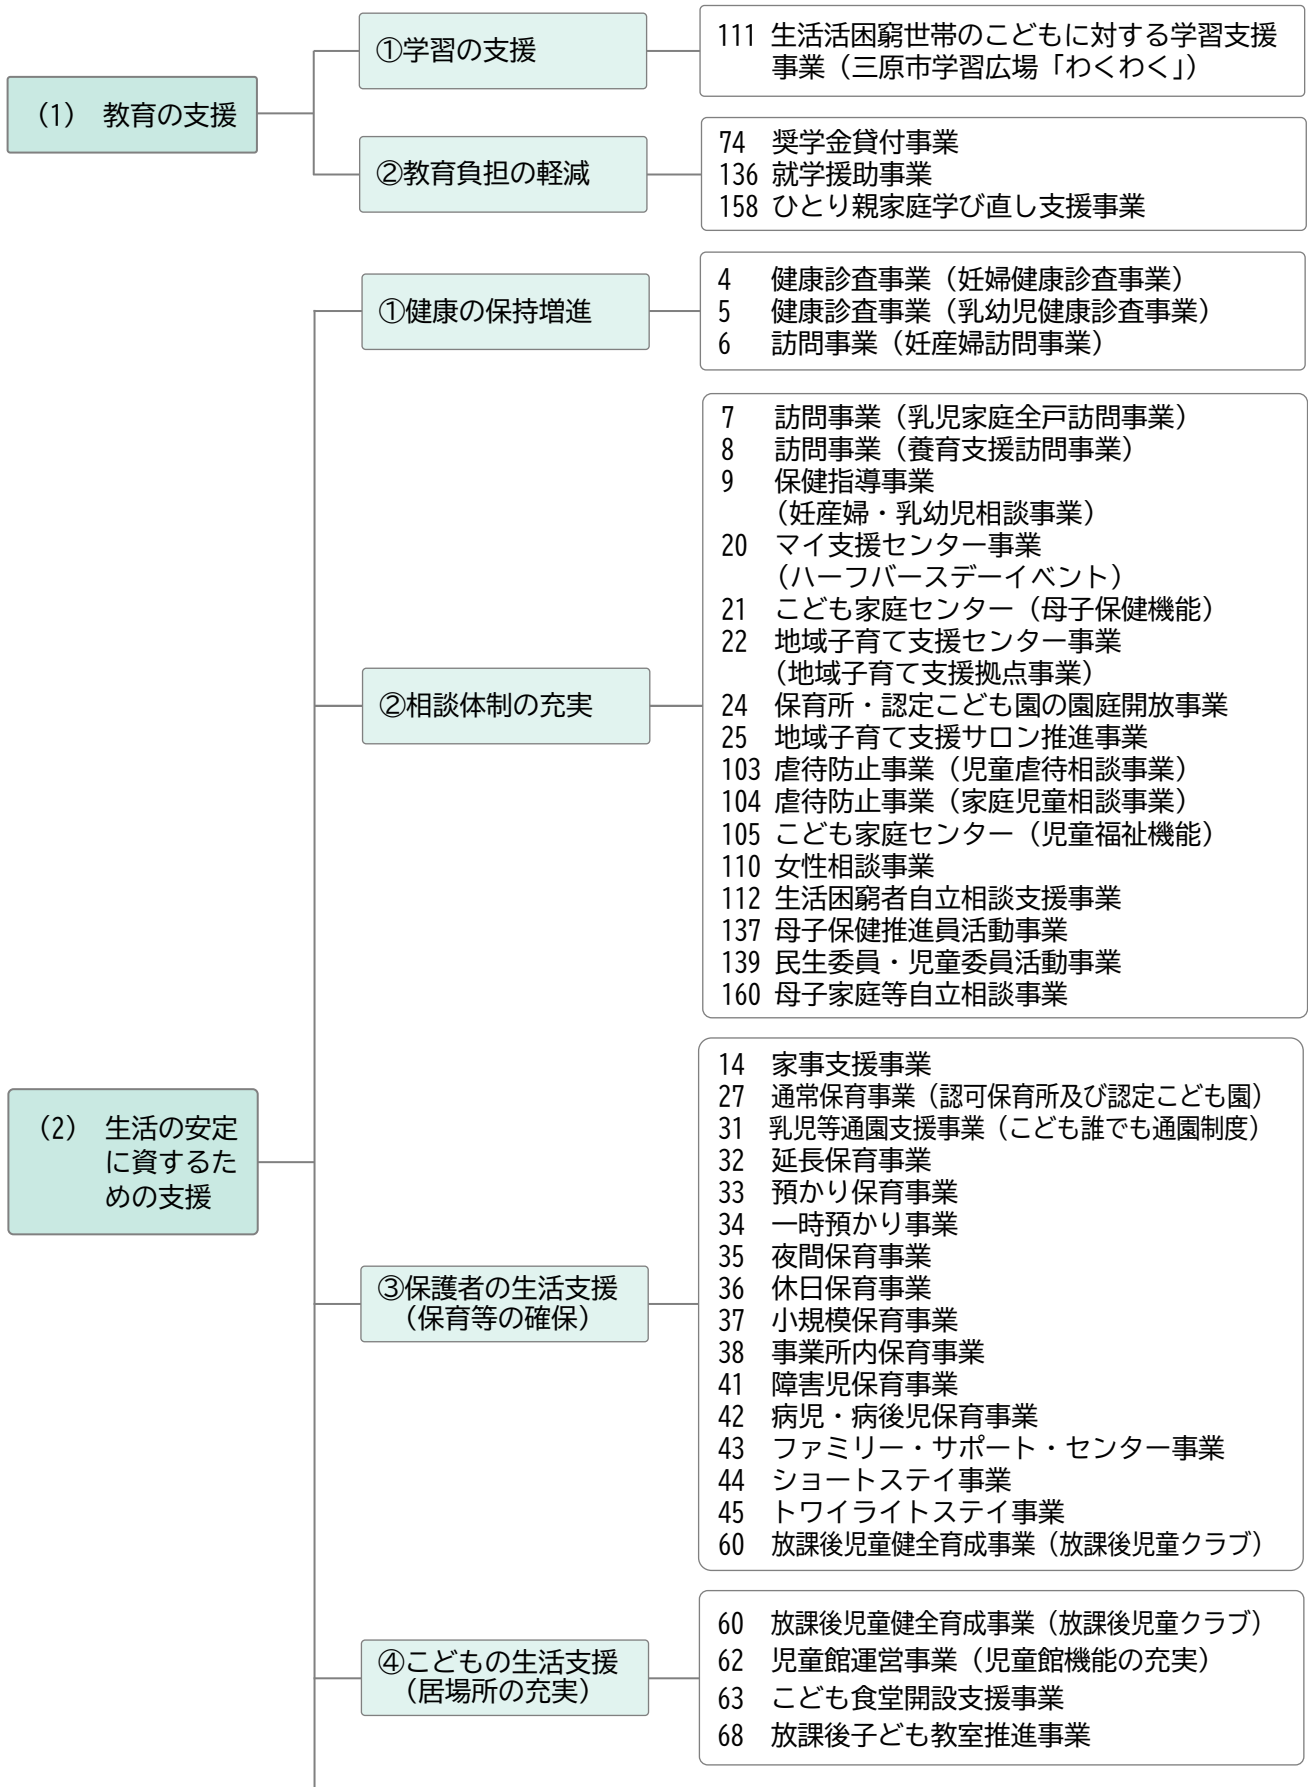 (1) 教育の支援
①学習の支援
111 生活活困窮世帯のこどもに対する学習支援
事業（三原市学習広場「わくわく」）
②教育負担の軽減
74 奨学金貸付事業
136 就学援助事業
158 ひとり親家庭学び直し支援事業
(2) 生活の安定
に資するた
めの支援
①健康の保持増進
4 健康診査事業（妊婦健康診査事業）
5 健康診査事業（乳幼児健康診査事業）
6 訪問事業（妊産婦訪問事業）
②相談体制の充実
7 訪問事業（乳児家庭全戸訪問事業）
8 訪問事業（養育支援訪問事業）
9 保健指導事業
（妊産婦・乳幼児相談事業）
20 マイ支援センター事業
（ハーフバースデーイベント）
21 こども家庭センター（母子保健機能）
22 地域子育て支援センター事業
（地域子育て支援拠点事業）
24 保育所・認定こども園の園庭開放事業
25 地域子育て支援サロン推進事業
103 虐待防止事業（児童虐待相談事業）
104 虐待防止事業（家庭児童相談事業）
105 こども家庭センター（児童福祉機能）
110 女性相談事業
112 生活困窮者自立相談支援事業
137 母子保健推進員活動事業
139 民生委員・児童委員活動事業
160 母子家庭等自立相談事業
③保護者の生活支援
（保育等の確保）
14 家事支援事業
27 通常保育事業（認可保育所及び認定こども園）
31 乳児等通園支援事業（こども誰でも通園制度）
32 延長保育事業
33 預かり保育事業
34 一時預かり事業
35 夜間保育事業
36 休日保育事業
37 小規模保育事業
38 事業所内保育事業
41 障害児保育事業
42 病児・病後児保育事業
43 ファミリー・サポート・センター事業
44 ショートステイ事業
45 トワイライトステイ事業
60 放課後児童健全育成事業（放課後児童クラブ）
④こどもの生活支援
（居場所の充実）
60 放課後児童健全育成事業（放課後児童クラブ）
62 児童館運営事業（児童館機能の充実）
63 こども食堂開設支援事業
68 放課後子ども教室推進事業